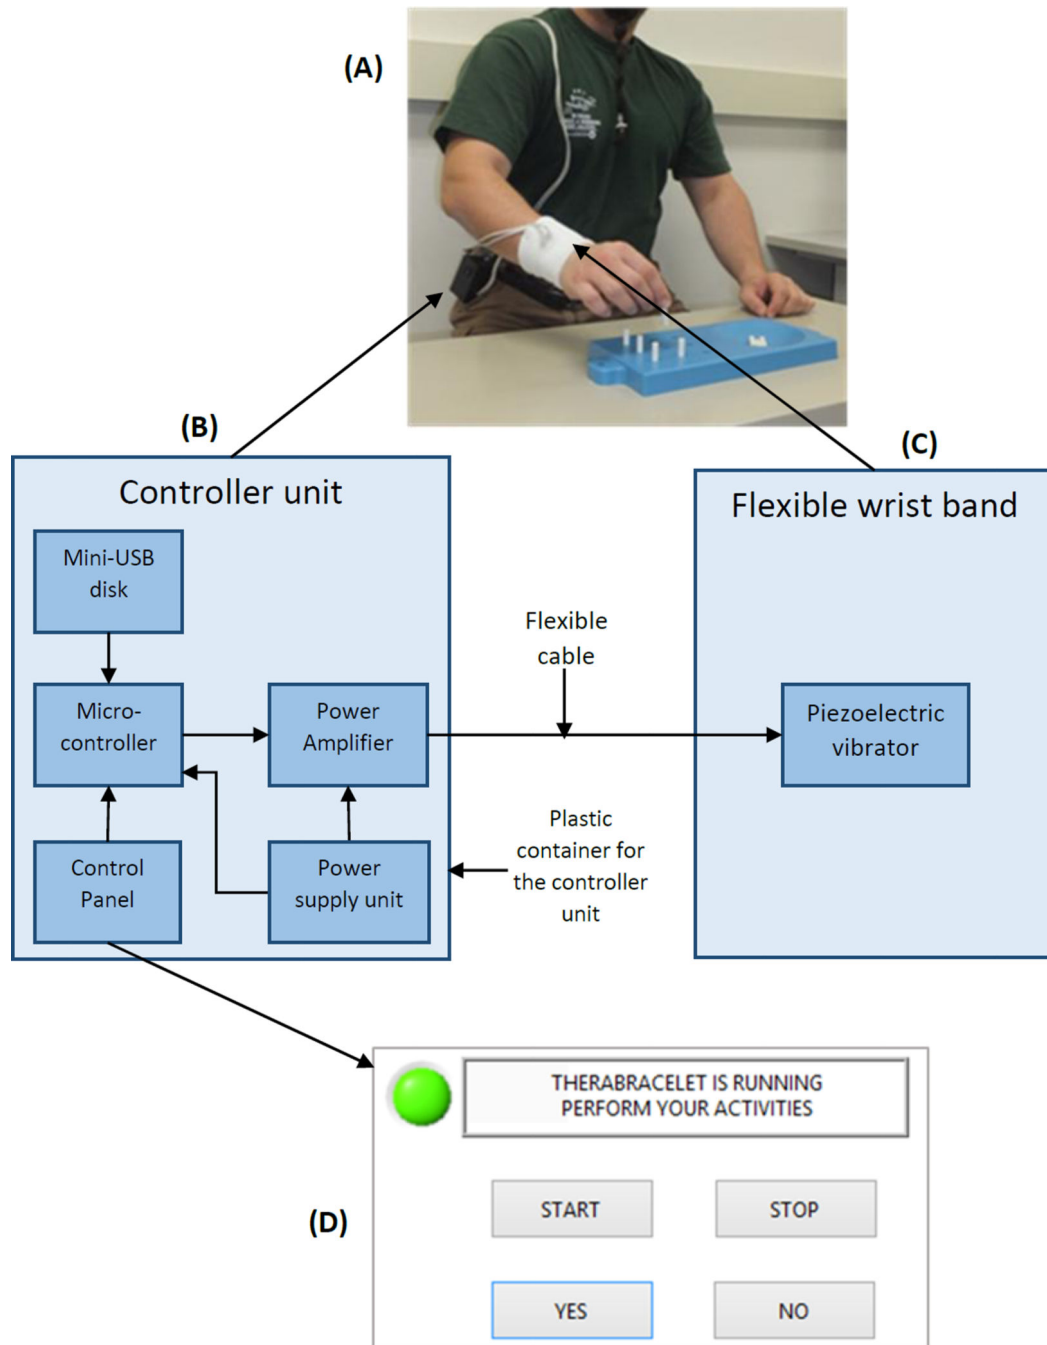 (A)
(B)
(C)
Controller unit
Flexible wrist band
Mini-USB
disk
Flexible
cable
Micro-
controller
Power
Amplifier
Piezoelectric
vibrator
Control
Panel
Power
supply unit
Plastic
container for
the controller
unit
THERABRACELET IS RUNNING
PERFORM YOUR ACTIVITIES
(D)
START
STOP
YES
NO